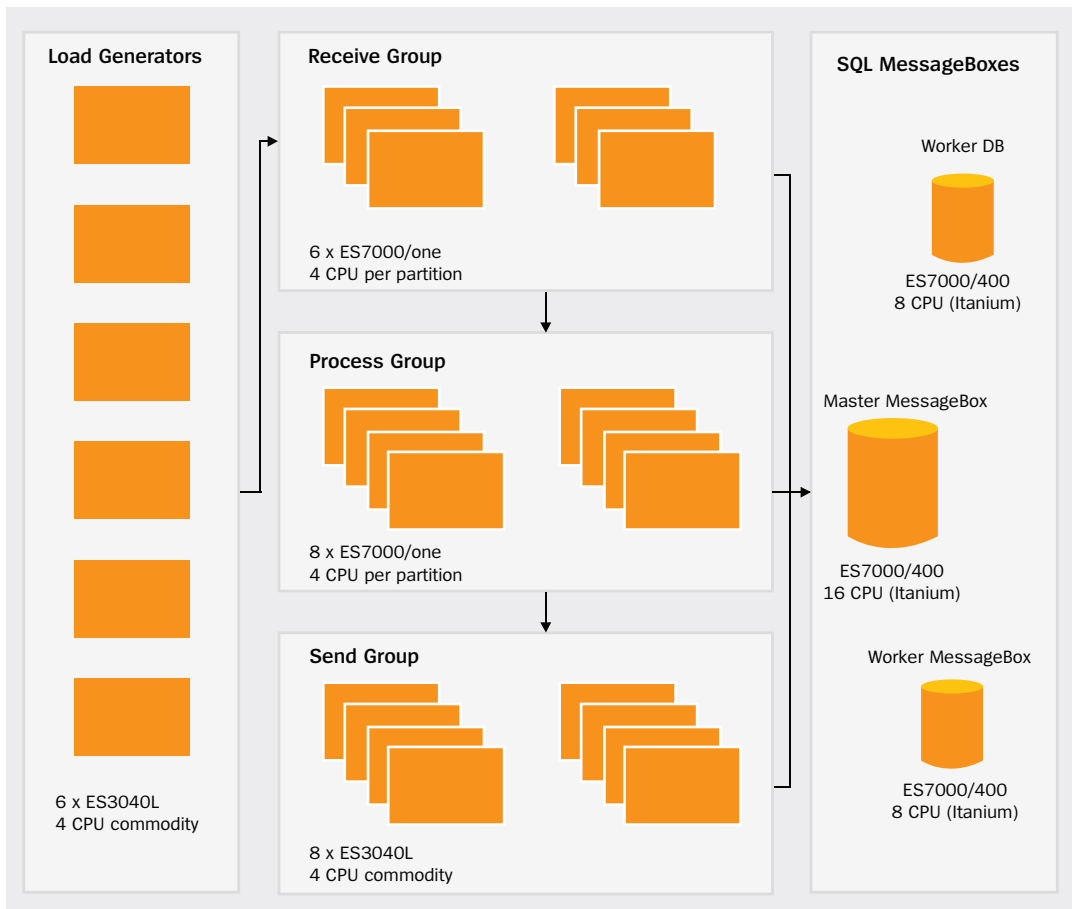 Load Generators
6 x ES3040L
4 CPU commodity
Receive Group
6 x ES7000/one
4 CPU per partition
Process Group
8 x ES7000/one
4 CPU per partition
Send Group
8 x ES3040L
4 CPU commodity
SQL MessageBoxes
Worker DB
ES7000/400
8 CPU (Itanium)
Master MessageBox
ES7000/400
16 CPU (Itanium)
Worker MessageBox
ES7000/400
8 CPU (Itanium)